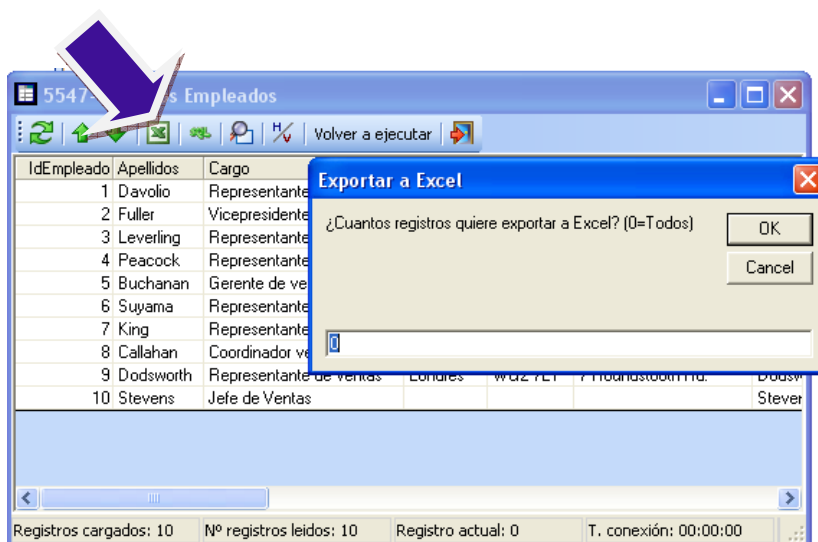 5547- s Empleados
Volver a ejecutar
IdEmpleado Apellidos Cargo
Exportar a Excel
¿Cuantos registros quiere exportar a Excel? (0=Todos)
OK
Cancel
0
1 Davolio Representante
2 Fuller Vicepresidente
3 Leverling Representante
4 Peacock Representante
5 Buchanan Gerente de ve
6 Suyama Representante
7 King Representante
8 Callahan Coordinador ve
9 Dodsworth Representante de ventas Londres WG2 7LT 7 Houndstooth Rd. Dodsw
10 Stevens Jefe de Ventas Steven
Registros cargados: 10 Nº registros leidos: 10 Registro actual: 0 T. conexión: 00:00:00